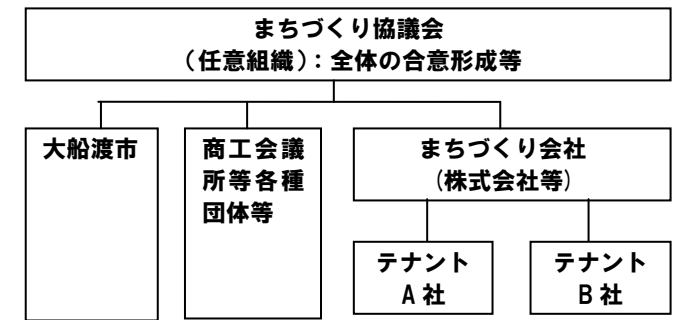 まちづくり協議会
（任意組織）：全体の合意形成等
大船渡市
商工会議
所等各種
団体等
まちづくり会社
(株式会社等)
テナント
A 社
テナント
B 社